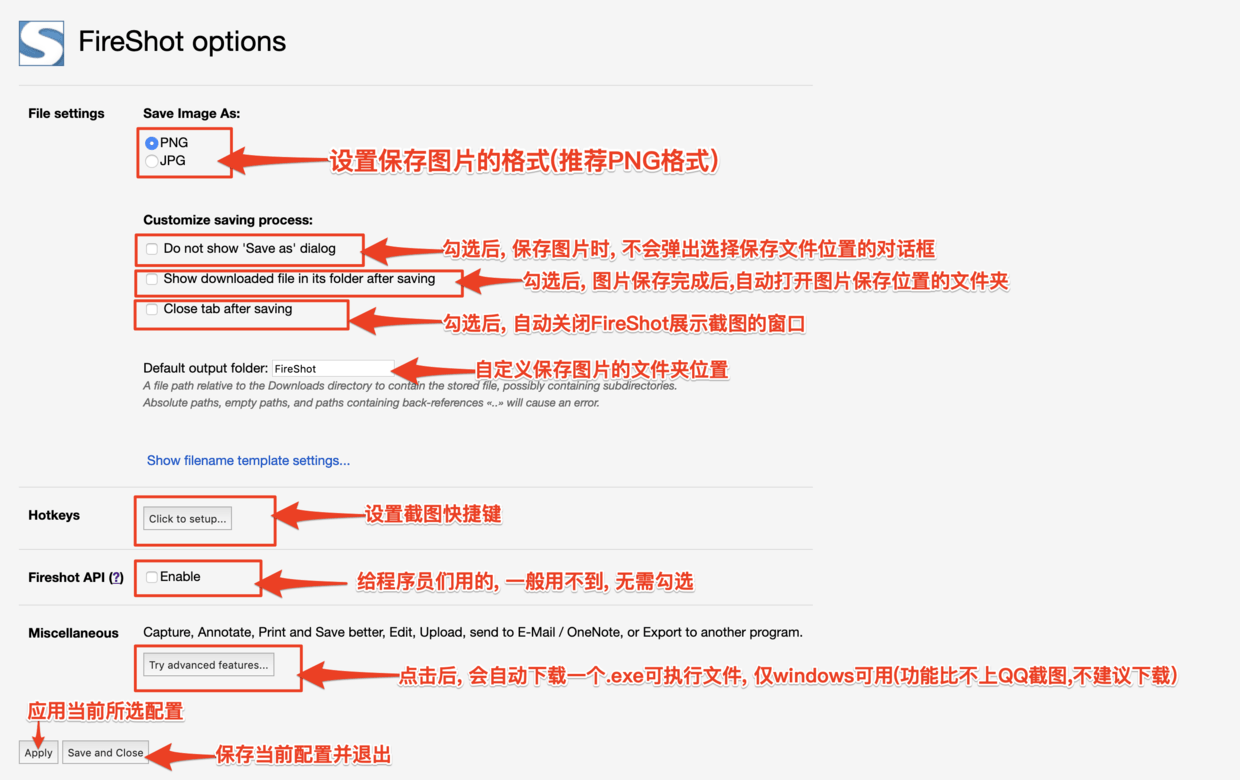 FireShot options
File settings
Save Image As:
PNG
JPG
设置保存图片的格式(推荐PNG格式)
Customize saving process:
Do not show 'Save as' dialog
勾选后, 保存图片时, 不会弹出选择保存文件位置的对话框
Show downloaded file in its folder after saving
勾选后, 图片保存完成后,自动打开图片保存位置的文件夹
Close tab after saving
勾选后, 自动关闭FireShot展示截图的窗口
Default output folder: FireShot
自定义保存图片的文件夹位置
A file path relative to the Downloads directory to contain the stored file, possibly containing subdirectories.
Absolute paths, empty paths, and paths containing back-references «..» will cause an error.
Show filename template settings...
Hotkeys
Click to setup...
设置截图快捷键
Fireshot API (?)
Enable
给程序员们用的, 一般用不到, 无需勾选
Miscellaneous
Capture, Annotate, Print and Save better, Edit, Upload, send to E-Mail / OneNote, or Export to another program.
Try advanced features...
点击后, 会自动下载一个.exe可执行文件, 仅windows可用(功能比不上QQ截图,不建议下载)
应用当前所选配置
Apply
Save and Close
保存当前配置并退出